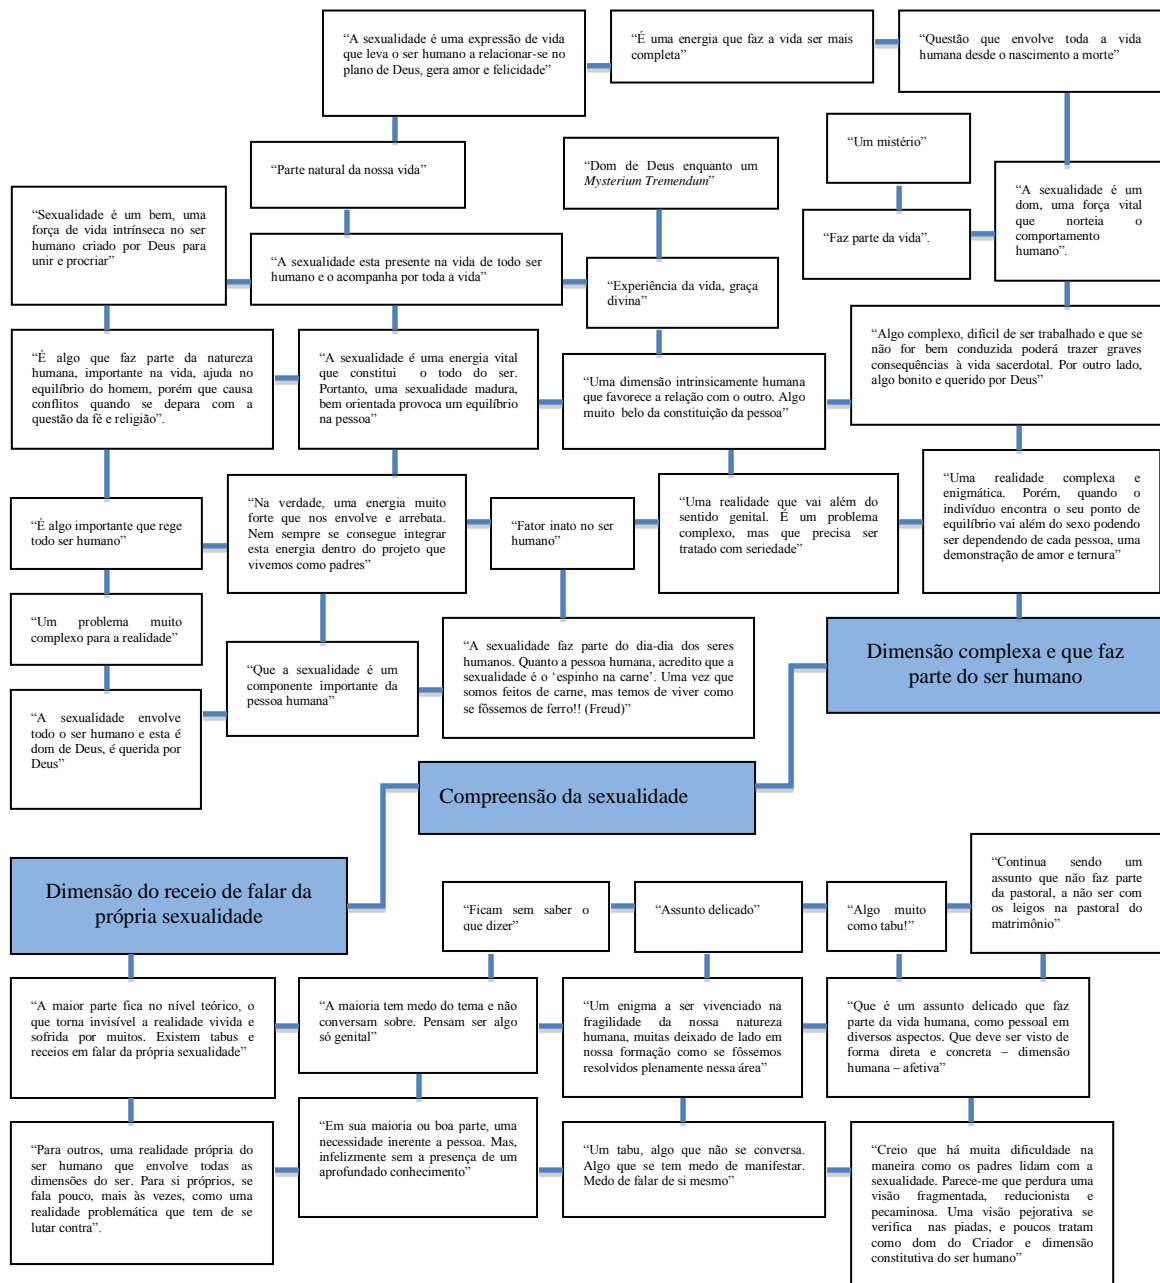 “A sexualidade é uma expressão de vida
que leva o ser humano a relacionar-se no
plano de Deus, gera amor e felicidade”
“É uma energia que faz a vida ser mais
completa”
“Questão que envolve toda a vida
humana desde o nascimento a morte”
“Um mistério”
“Parte natural da nossa vida”
“Dom de Deus enquanto um
Mysterium Tremendum”
“A sexualidade é um
dom, uma força vital
que norteia o
comportamento
humano”.
“Sexualidade é um bem, uma
força de vida intrínseca no ser
humano criado por Deus para
unir e procriar”
“Faz parte da vida”.
“A sexualidade esta presente na vida de todo ser
humano e o acompanha por toda a vida”
“Experiência da vida, graça
divina”
“Algo complexo, difícil de ser trabalhado e que se
não for bem conduzida poderá trazer graves
consequências à vida sacerdotal. Por outro lado,
algo bonito e querido por Deus”
“É algo que faz parte da natureza
humana, importante na vida, ajuda no
equilíbrio do homem, porém que causa
conflitos quando se depara com a
questão da fé e religião”.
“A sexualidade é uma energia vital
que constitui o todo do ser.
Portanto, uma sexualidade madura,
bem orientada provoca um equilíbrio
na pessoa”
“Uma dimensão intrinsicamente humana
que favorece a relação com o outro. Algo
muito belo da constituição da pessoa”
“É algo importante que rege
todo ser humano”
“Na verdade, uma energia muito
forte que nos envolve e arrebata.
Nem sempre se consegue integrar
esta energia dentro do projeto que
vivemos como padres”
“Fator inato no ser
humano”
“Uma realidade que vai além do
sentido genital. É um problema
complexo, mas que precisa ser
tratado com seriedade”
“Uma realidade complexa e
enigmática. Porém, quando o
indivíduo encontra o seu ponto de
equilíbrio vai além do sexo podendo
ser dependendo de cada pessoa, uma
demonstração de amor e ternura”
“Um problema muito
complexo para a realidade”
“Que a sexualidade é um
componente importante da
pessoa humana”
“A sexualidade faz parte do dia-dia dos seres
humanos. Quanto a pessoa humana, acredito que a
sexualidade é o ‘espinho na carne’. Uma vez que
somos feitos de carne, mas temos de viver como
se fôssemos de ferro!! (Freud)”
Dimensão complexa e que faz
parte do ser humano
“A sexualidade envolve
todo o ser humano e esta é
dom de Deus, é querida por
Deus”
Compreensão da sexualidade
Dimensão do receio de falar da
própria sexualidade
“Ficam sem saber o
que dizer”
“Assunto delicado”
“Algo muito
como tabu!”
“Continua sendo um
assunto que não faz parte
da pastoral, a não ser com
os leigos na pastoral do
matrimônio”
“A maior parte fica no nível teórico, o
que torna invisível a realidade vivida e
sofrida por muitos. Existem tabus e
receios em falar da própria sexualidade”
“A maioria tem medo do tema e não
conversam sobre. Pensam ser algo
só genital”
“Um enigma a ser vivenciado na
fragilidade da nossa natureza
humana, muitas deixado de lado em
nossa formação como se fôssemos
resolvidos plenamente nessa área”
“Que é um assunto delicado que faz
parte da vida humana, como pessoal em
diversos aspectos. Que deve ser visto de
forma direta e concreta – dimensão
humana – afetiva”
“Para outros, uma realidade própria do
ser humano que envolve todas as
dimensões do ser. Para si próprios, se
fala pouco, mais às vezes, como uma
realidade problemática que tem de se
lutar contra”.
“Em sua maioria ou boa parte, uma
necessidade inerente a pessoa. Mas,
infelizmente sem a presença de um
aprofundado conhecimento”
“Um tabu, algo que não se conversa.
Algo que se tem medo de manifestar.
Medo de falar de si mesmo”
“Creio que há muita dificuldade na
maneira como os padres lidam com a
sexualidade. Parece-me que perdura uma
visão fragmentada, reducionista e
pecaminosa. Uma visão pejorativa se
verifica nas piadas, e poucos tratam
como dom do Criador e dimensão
constitutiva do ser humano”